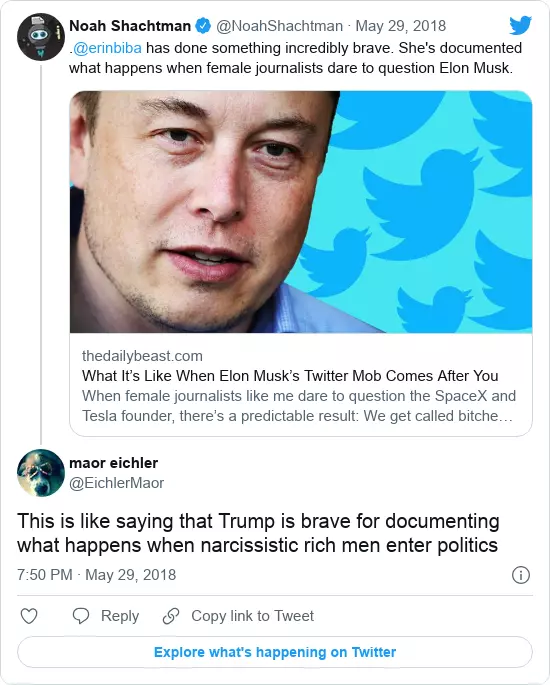 Noah Shachtman @NoahShachtman · May 29, 2018
.@erinbiba has done something incredibly brave. She's documented
what happens when female journalists dare to question Elon Musk.
thedailybeast.com
What It’s Like When Elon Musk’s Twitter Mob Comes After You
When female journalists like me dare to question the SpaceX and
Tesla founder, there’s a predictable result: We get called bitche…
maor eichler
@EichlerMaor
This is like saying that Trump is brave for documenting
what happens when narcissistic rich men enter politics
7:50 PM · May 29, 2018
Reply Copy link to Tweet
Explore what's happening on Twitter